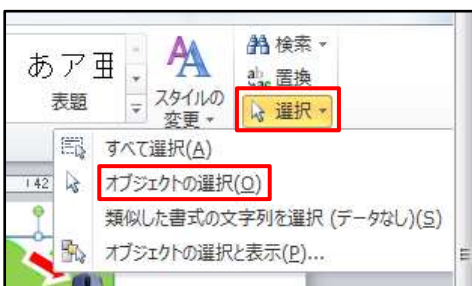 あア亜
表題
スタイルの
変更
検索
置換
選択
すべて選択(A)
42
オブジェクトの選択(O)
類似した書式の文字列を選択 (データなし)(S)
オブジェクトの選択と表示(P)...